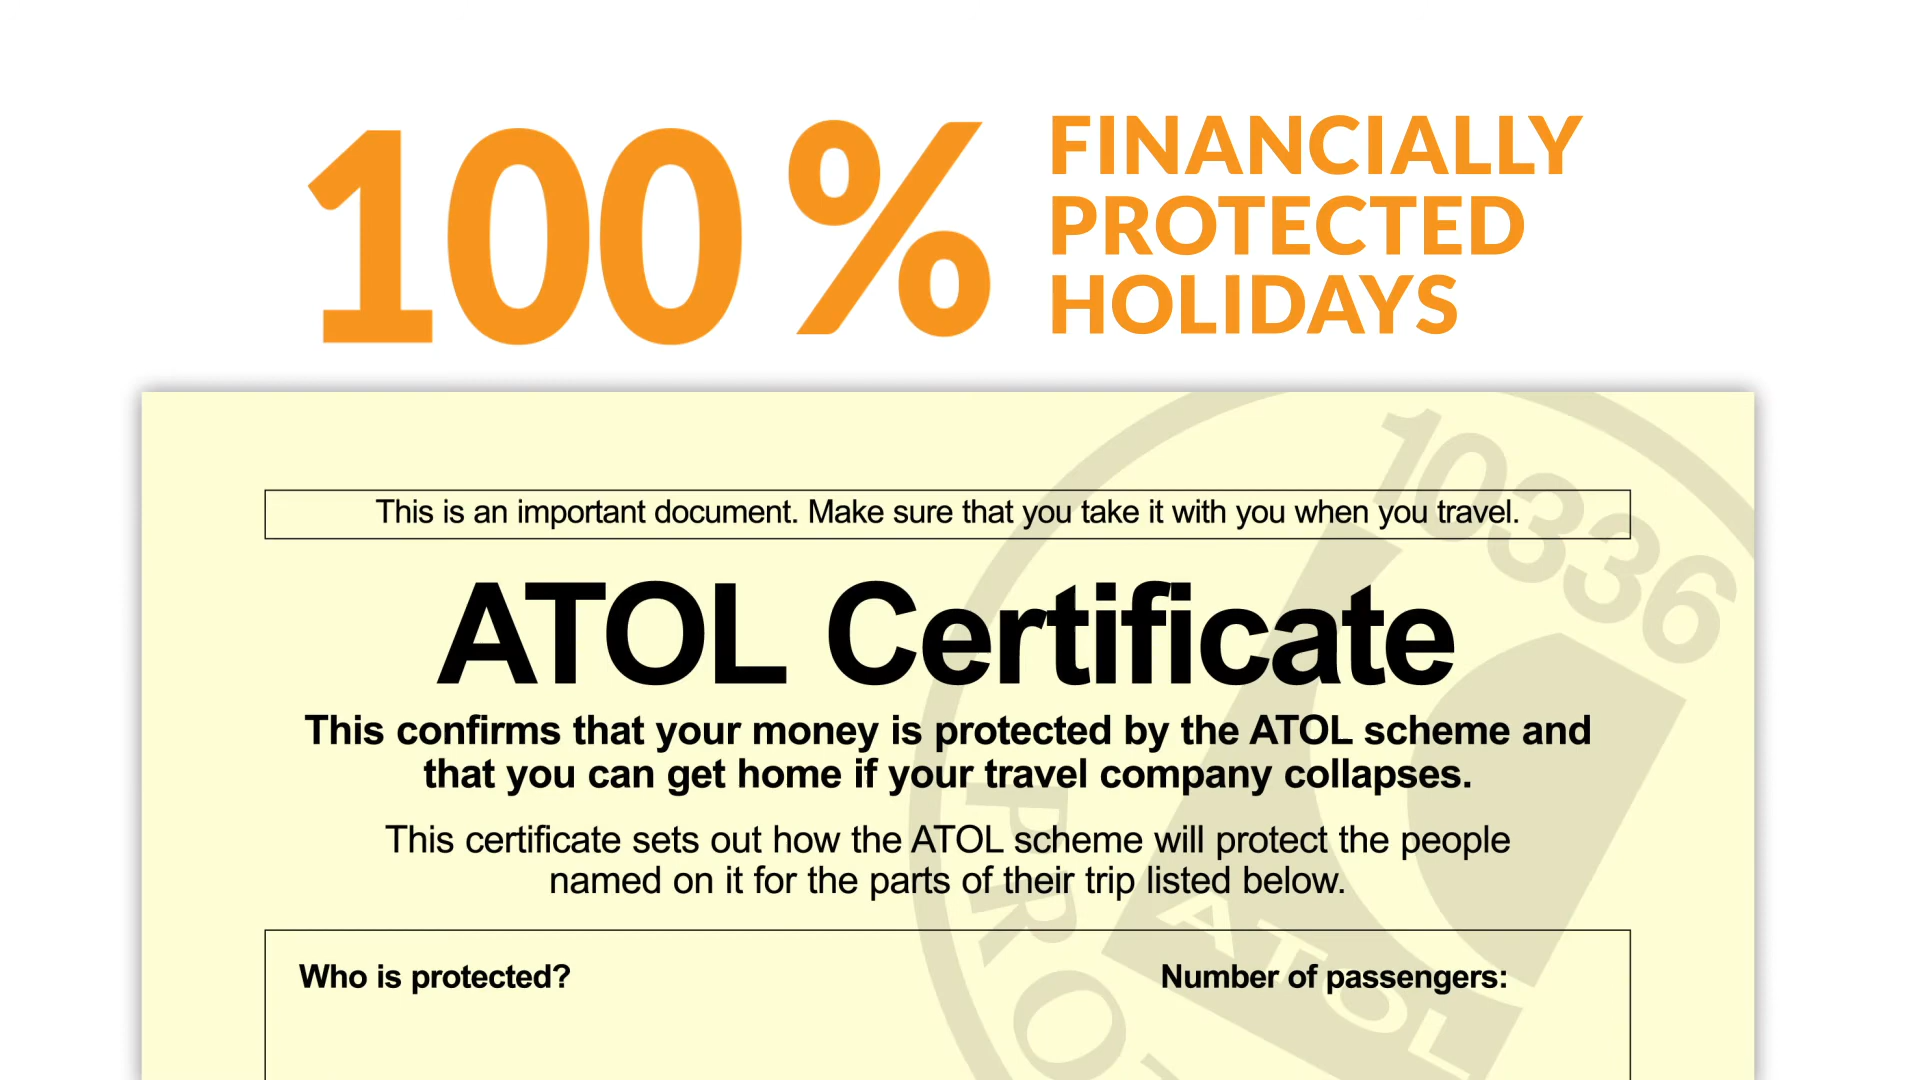 100%
FINANCIALLY
PROTECTED
HOLIDAYS
10336
This is an important document. Make sure that you take it with you when you travel.
ATOL Certificate
This confirms that your money is protected by the ATOL scheme and
that you can get home if your travel company collapses.
This certificate sets out how the ATOL scheme will protect the people
named on it for the parts of their trip listed below.
ATOL
PRO
Who is protected?
Number of passengers: